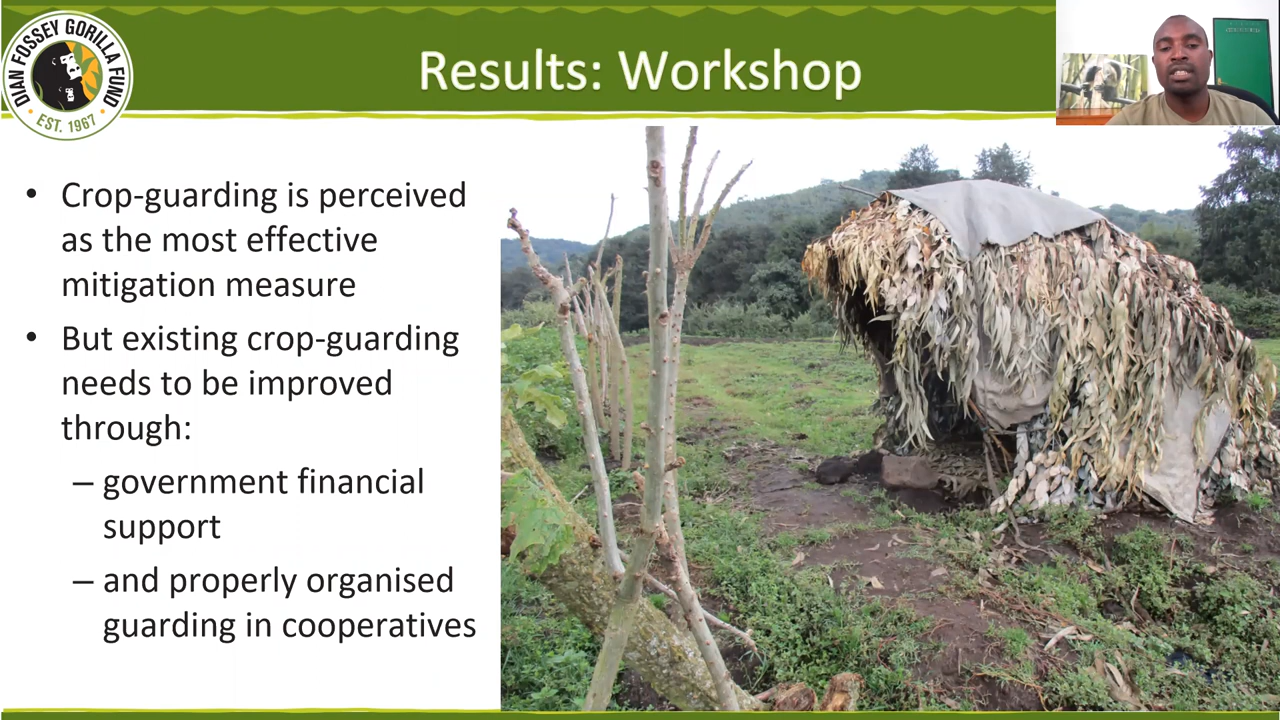 DIAN FOSSEY GORILLA FUND
EST. 1967
Results: Workshop
• Crop-guarding is perceived
as the most effective
mitigation measure
• But existing crop-guarding
needs to be improved
through:
– government financial
support
– and properly organised
guarding in cooperatives